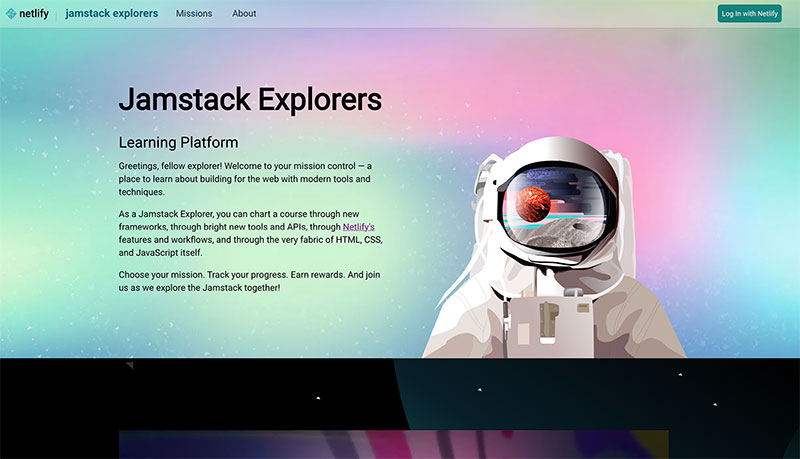 netlify
jamstack explorers
Missions
About
Log In with Netlify
Jamstack Explorers
Learning Platform
Greetings, fellow explorer! Welcome to your mission control — a
place to learn about building for the web with modern tools and
techniques.
As a Jamstack Explorer, you can chart a course through new
frameworks, through bright new tools and APIs, through Netlify's
features and workflows, and through the very fabric of HTML, CSS,
and JavaScript itself.
Choose your mission. Track your progress. Earn rewards. And join
us as we explore the Jamstack together!